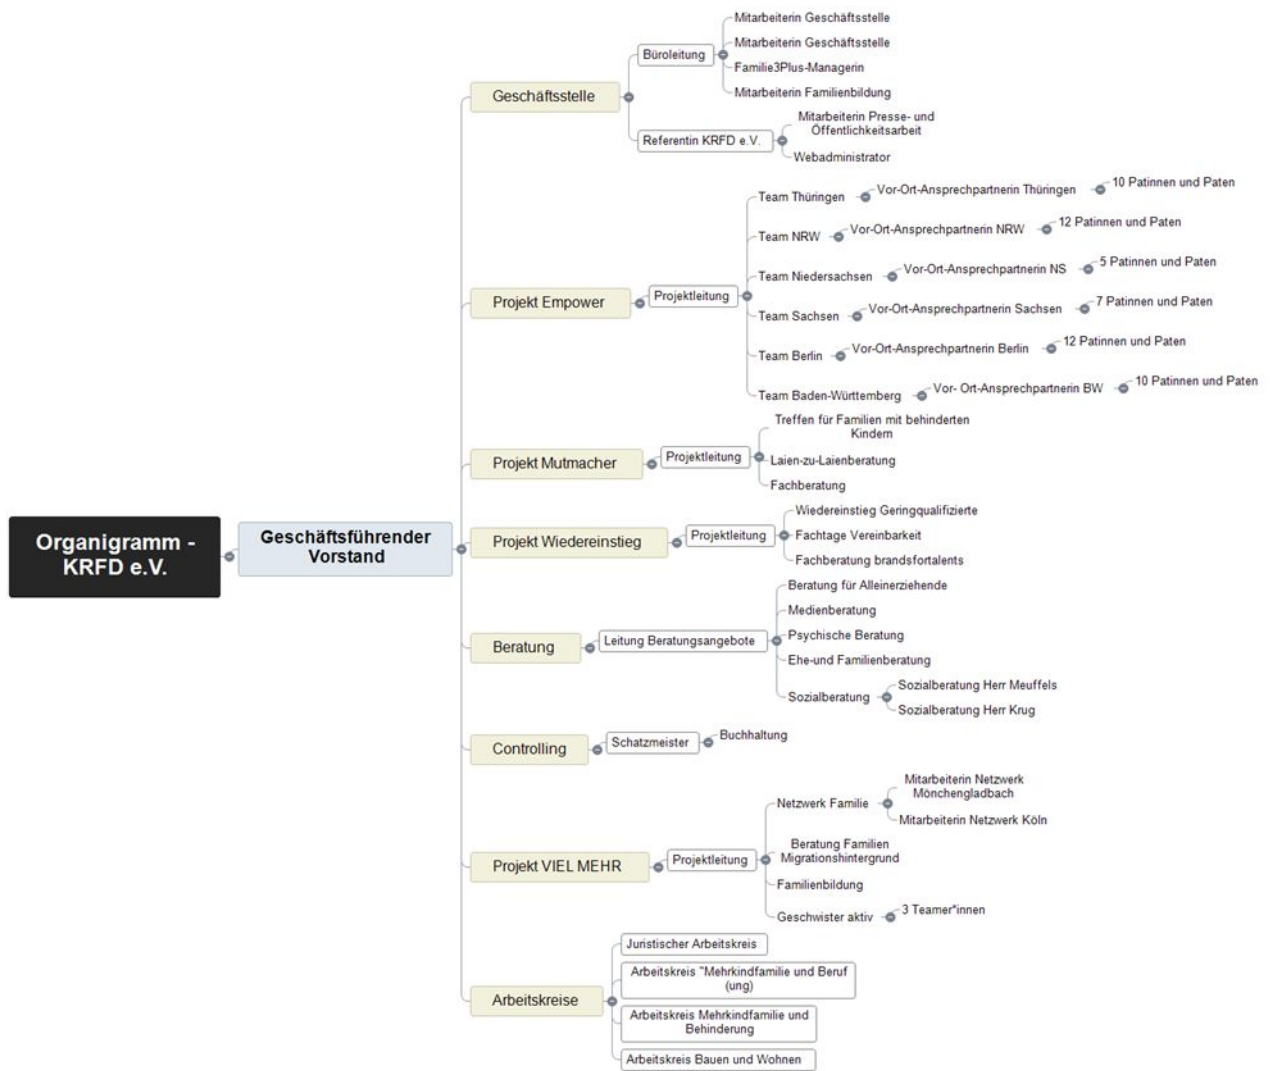 Organigramm -
KRFD e.V.
Geschäftsführender
Vorstand
Geschäftsstelle
Büroleitung
Mitarbeiterin Geschäftsstelle
Mitarbeiterin Geschäftsstelle
Familie3Plus-Managerin
Mitarbeiterin Familienbildung
Referentin KRFD e.V.
Mitarbeiterin Presse- und
Öffentlichkeitsarbeit
Webadministrator
Projekt Empower
Projektleitung
Team Thüringen
Vor-Ort-Ansprechpartnerin Thüringen
10 Patinnen und Paten
Team NRW
Vor-Ort-Ansprechpartnerin NRW
12 Patinnen und Paten
Team Niedersachsen
Vor-Ort-Ansprechpartnerin NS
5 Patinnen und Paten
Team Sachsen
Vor-Ort-Ansprechpartnerin Sachsen
7 Patinnen und Paten
Team Berlin
Vor-Ort-Ansprechpartnerin Berlin
12 Patinnen und Paten
Team Baden-Württemberg
Vor- Ort-Ansprechpartnerin BW
10 Patinnen und Paten
Projekt Mutmacher
Projektleitung
Treffen für Familien mit behinderten
Kindern
Laien-zu-Laienberatung
Fachberatung
Projekt Wiedereinstieg
Projektleitung
Wiedereinstieg Geringqualifizierte
Fachtage Vereinbarkeit
Fachberatung brandsfortalents
Beratung
Leitung Beratungsangebote
Beratung für Alleinerziehende
Medienberatung
Psychische Beratung
Ehe-und Familienberatung
Sozialberatung
Sozialberatung Herr Meuffels
Sozialberatung Herr Krug
Controlling
Schatzmeister
Buchhaltung
Projekt VIEL MEHR
Projektleitung
Netzwerk Familie
Mitarbeiterin Netzwerk
Mönchengladbach
Mitarbeiterin Netzwerk Köln
Beratung Familien
Migrationshintergrund
Familienbildung
Geschwister aktiv
3 Teamer*innen
Arbeitskreise
Juristischer Arbeitskreis
Arbeitskreis "Mehrkindfamilie und Beruf
(ung)
Arbeitskreis Mehrkindfamilie und
Behinderung
Arbeitskreis Bauen und Wohnen